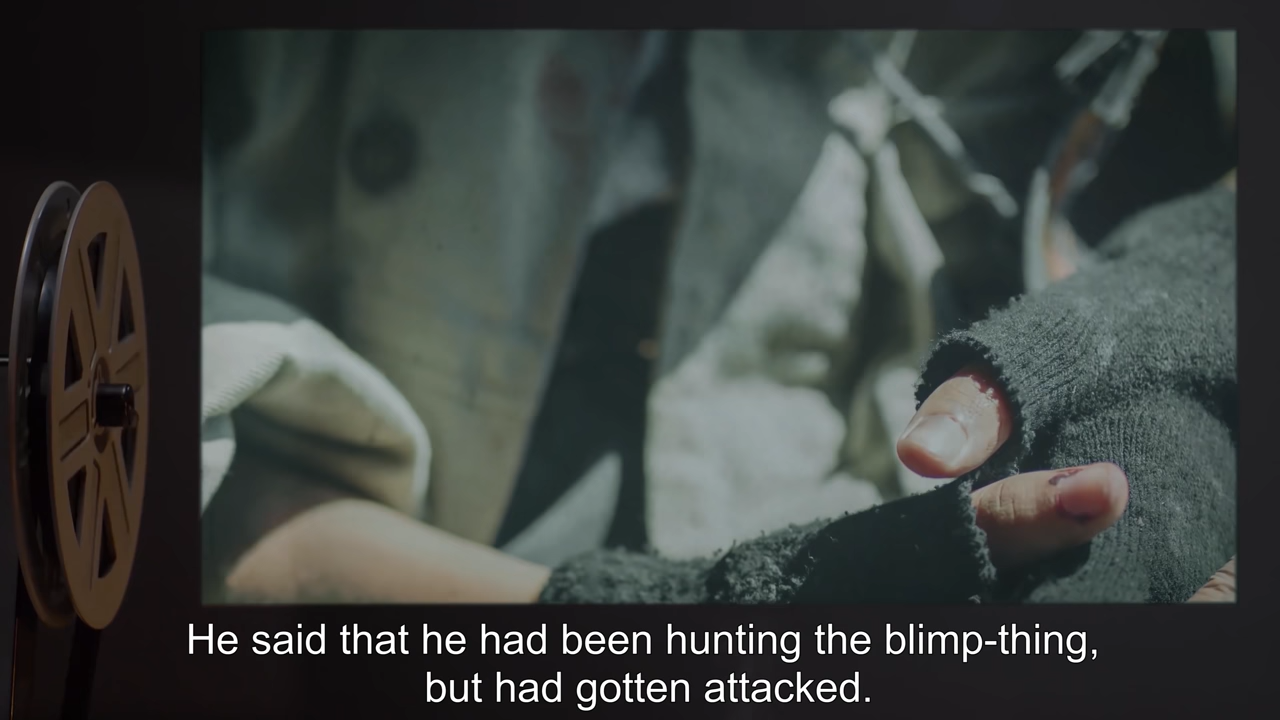 He said that he had been hunting the blimp-thing,
but had gotten attacked.